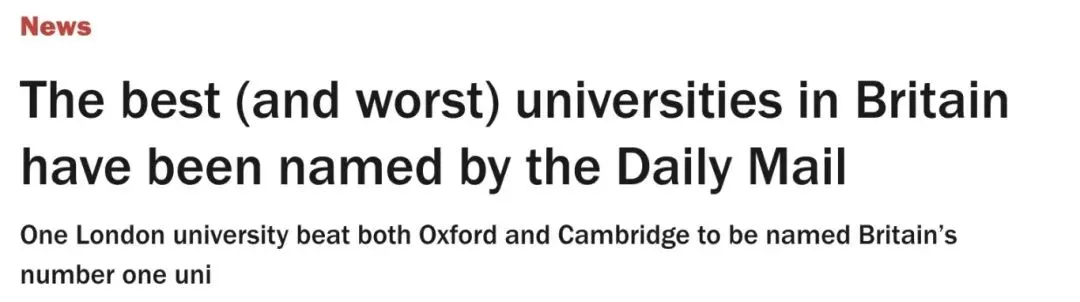 News
The best (and worst) universities in Britain
have been named by the Daily Mail
One London university beat both Oxford and Cambridge to be named Britain’s
number one uni